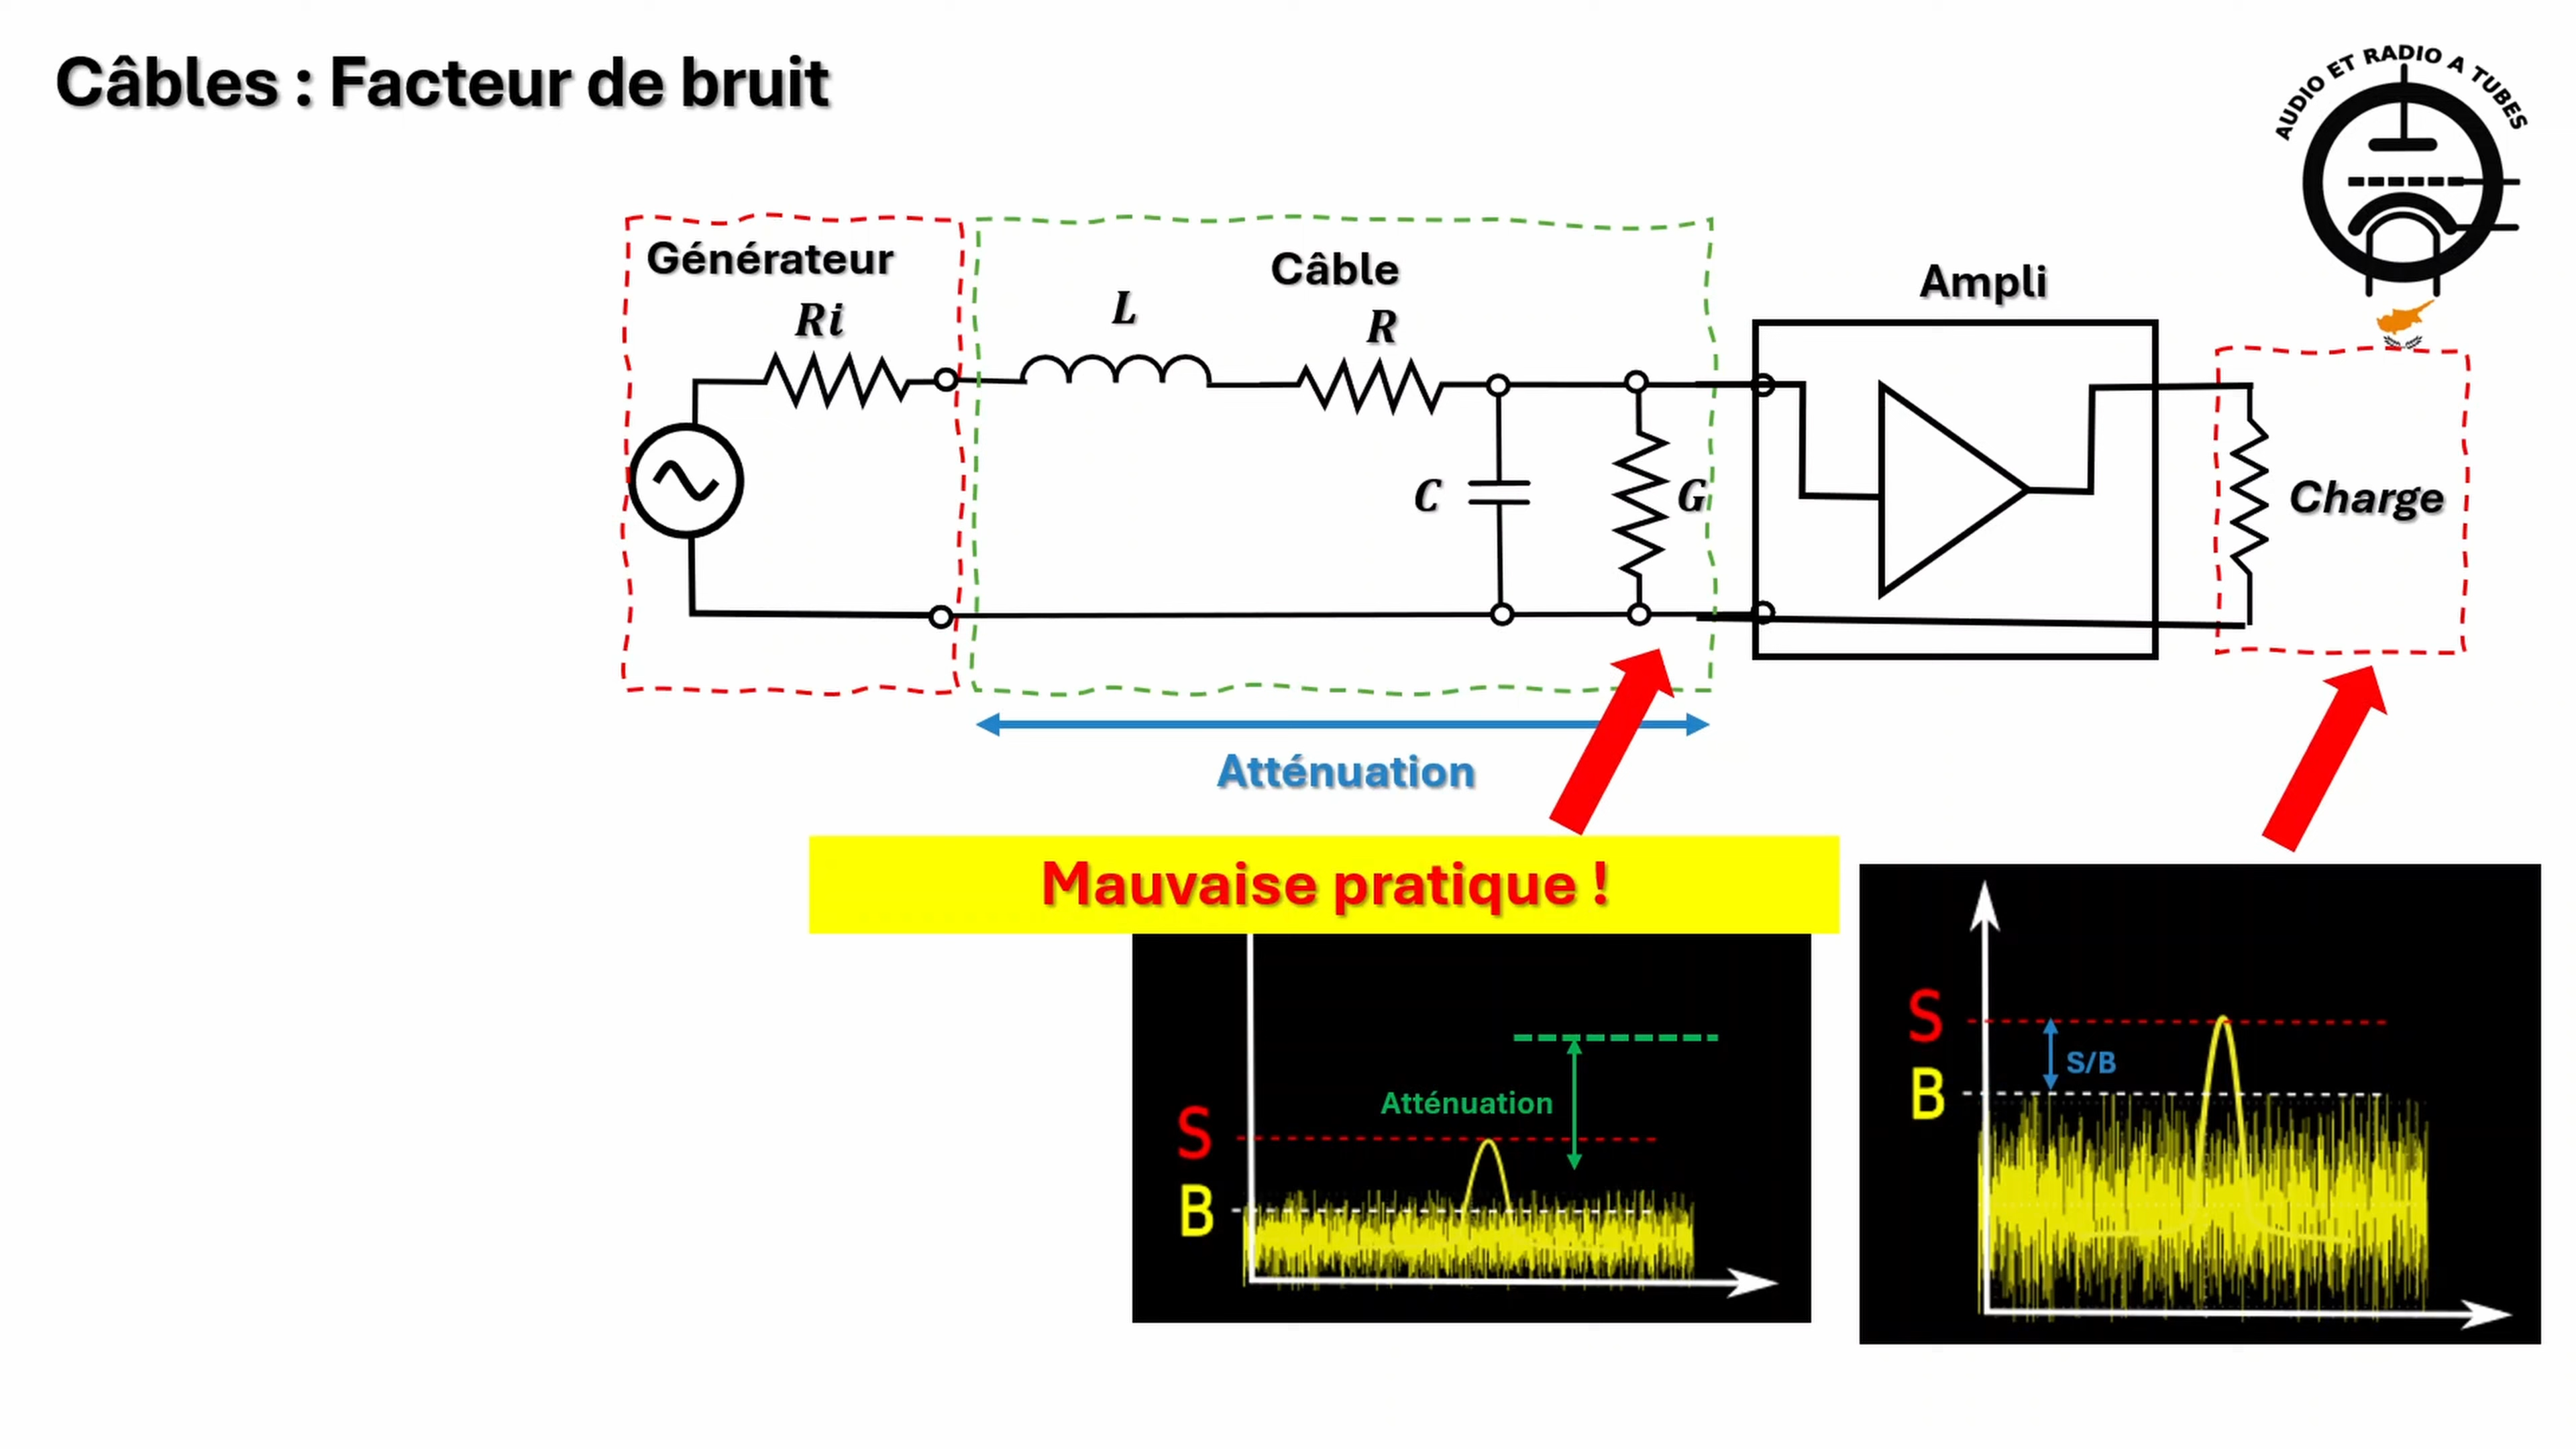 Câbles : Facteur de bruit
AUDIO ET RADIO A TUBES
Générateur
Câble
Ampli
Ri
L
R
C
G
Charge
Atténuation
Mauvaise pratique !
Atténuation
S
B
S
B
S/B